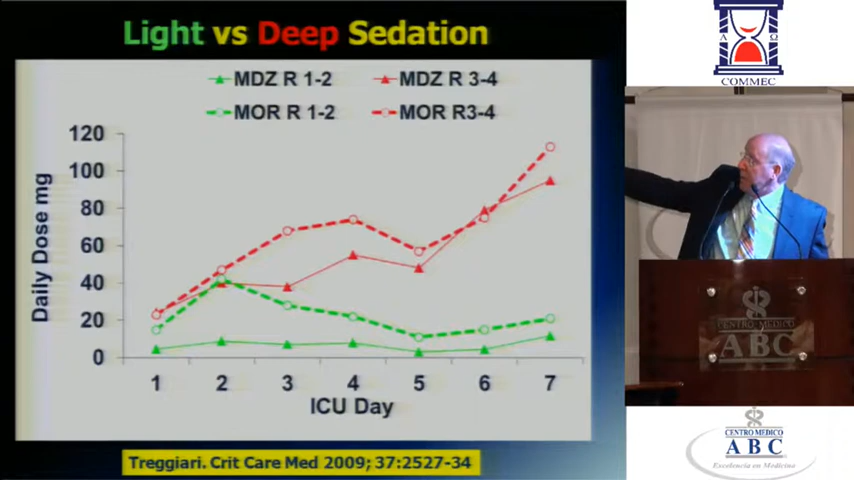 Light vs Deep Sedation
MDZ R 1-2
MDZ R 3-4
MOR R 1-2
MOR R3-4
Daily Dose mg
120
100
80
60
40
20
0
1 2 3 4 5 6 7
ICU Day
Treggiari. Crit Care Med 2009; 37:2527-34
A Ω
COMMEC
CENTRO MEDICO
ABC
CENTRO MEDICO
ABC
Excelencia en Medicina